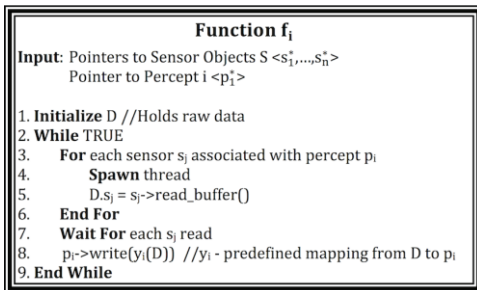 Function fᵢ
Input: Pointers to Sensor Objects S <s₁*,...,sₙ*>
Pointer to Percept i <p₁*>
1. Initialize D //Holds raw data
2. While TRUE
3. For each sensor sⱼ associated with percept pᵢ
4. Spawn thread
5. D.sⱼ = sⱼ->read_buffer()
6. End For
7. Wait For each sⱼ read
8. pᵢ->write(yᵢ(D)) //yᵢ - predefined mapping from D to pᵢ
9. End While